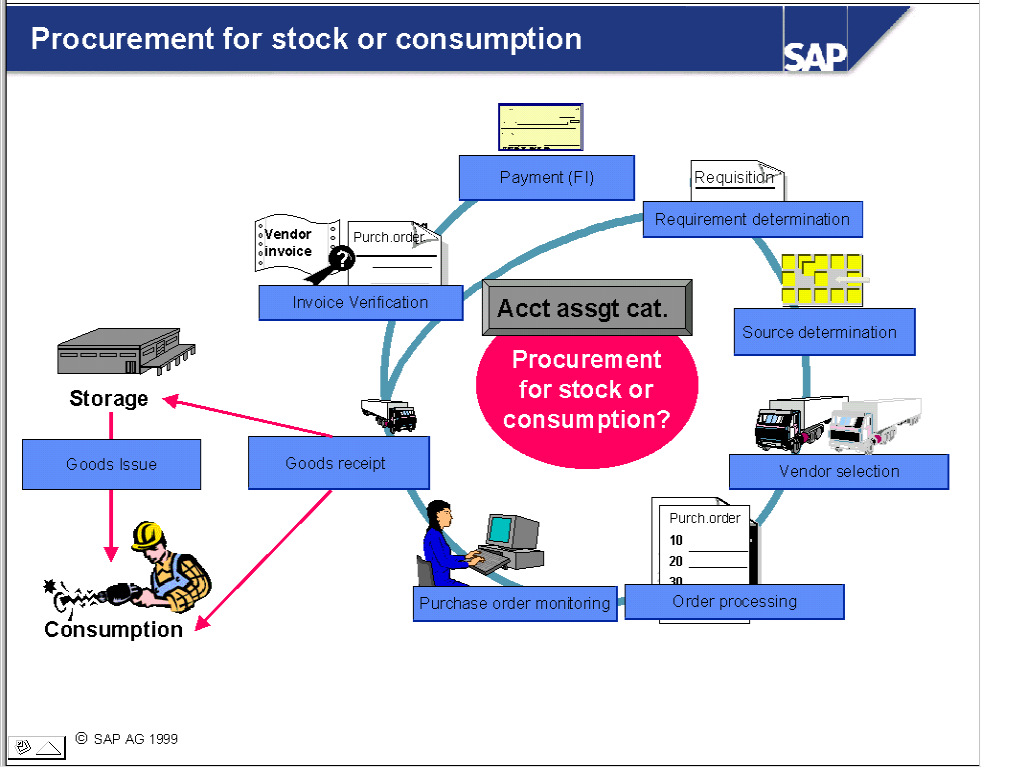 Procurement for stock or consumption
SAP
Payment (FI)
Requisition
Requirement determination
Vendor
invoice
Purch.order
?
Invoice Verification
Acct assgt cat.
Procurement
for stock or
consumption?
Source determination
Storage
Goods Issue
Goods receipt
Vendor selection
Purch.order
10
20
30
Purchase order monitoring
Order processing
Consumption
© SAP AG 1999